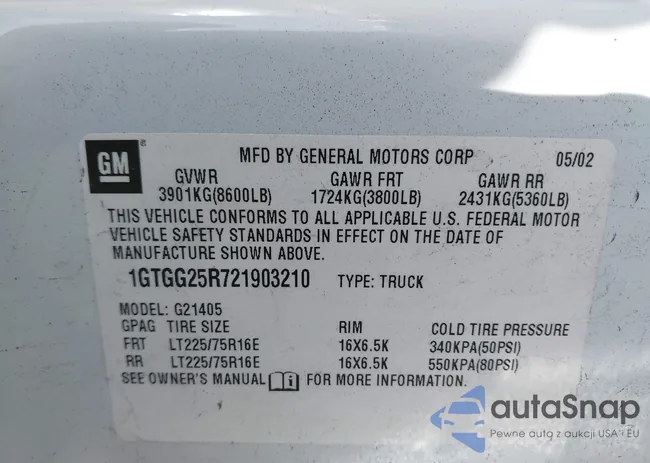 GM ®
MFD BY GENERAL MOTORS CORP 05/02
GVWR GAWR FRT GAWR RR
3901KG(8600LB) 1724KG(3800LB) 2431KG(5360LB)
THIS VEHICLE CONFORMS TO ALL APPLICABLE U.S. FEDERAL MOTOR
VEHICLE SAFETY STANDARDS IN EFFECT ON THE DATE OF
MANUFACTURE SHOWN ABOVE.
1GTGG25R721903210 TYPE: TRUCK
MODEL: G21405
GPAG TIRE SIZE RIM COLD TIRE PRESSURE
FRT LT225/75R16E 16X6.5K 340KPA(50PSI)
RR LT225/75R16E 16X6.5K 550KPA(80PSI)
SEE OWNER'S MANUAL FOR MORE INFORMATION.
autaSnap
Pewne auta z aukcji USA i EU